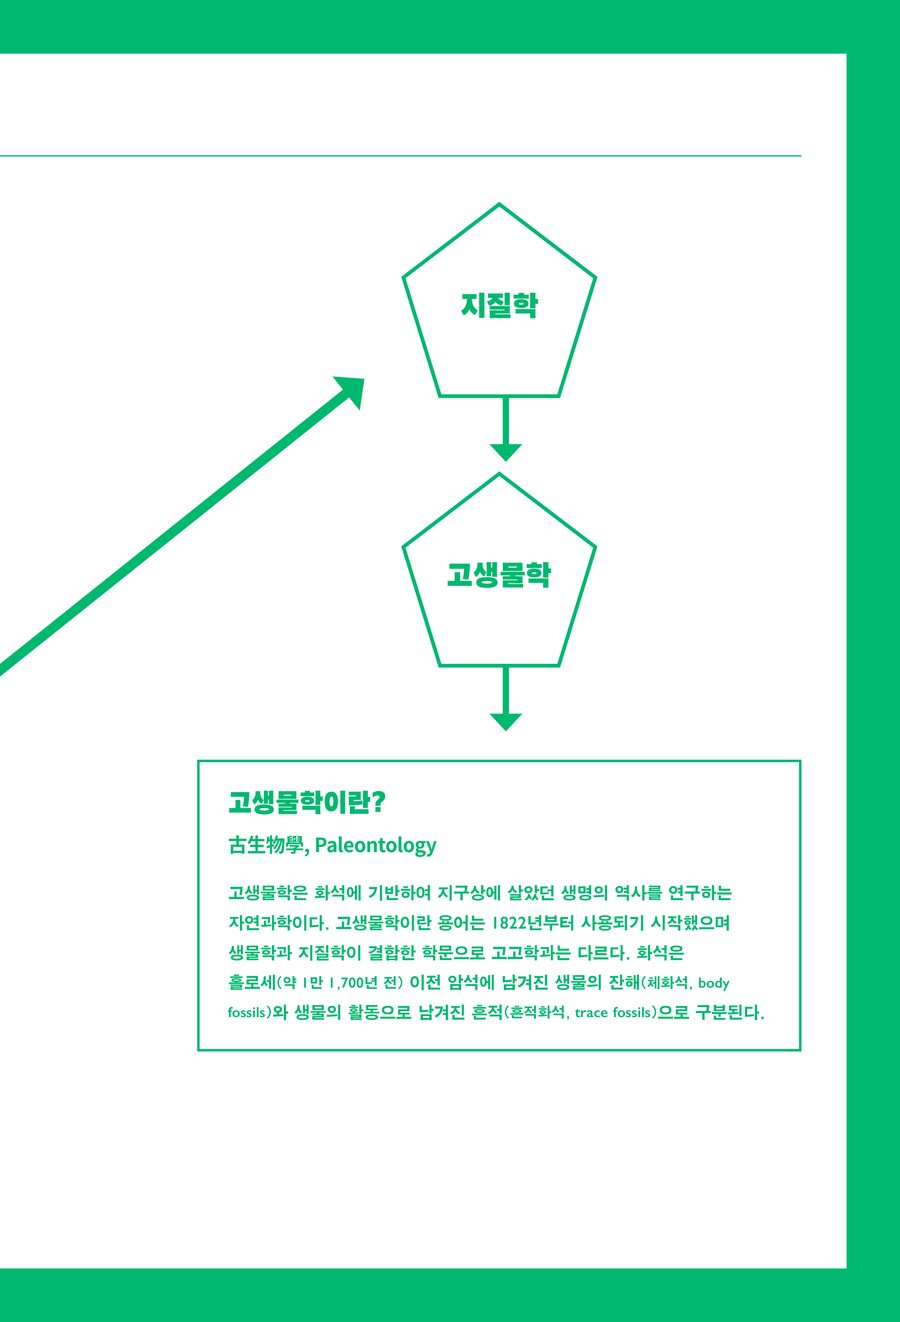 지질학
고생물학
고생물학이란?
古生物學, Paleontology
고생물학은 화석에 기반하여 지구상에 살았던 생명의 역사를 연구하는
자연과학이다. 고생물학이란 용어는 1822년부터 사용되기 시작했으며
생물학과 지질학이 결합한 학문으로 고고학과는 다르다. 화석은
홀로세(약 1만 1,700년 전) 이전 암석에 남겨진 생물의 잔해(체화석, body
fossils)와 생물의 활동으로 남겨진 흔적(흔적화석, trace fossils)으로 구분된다.